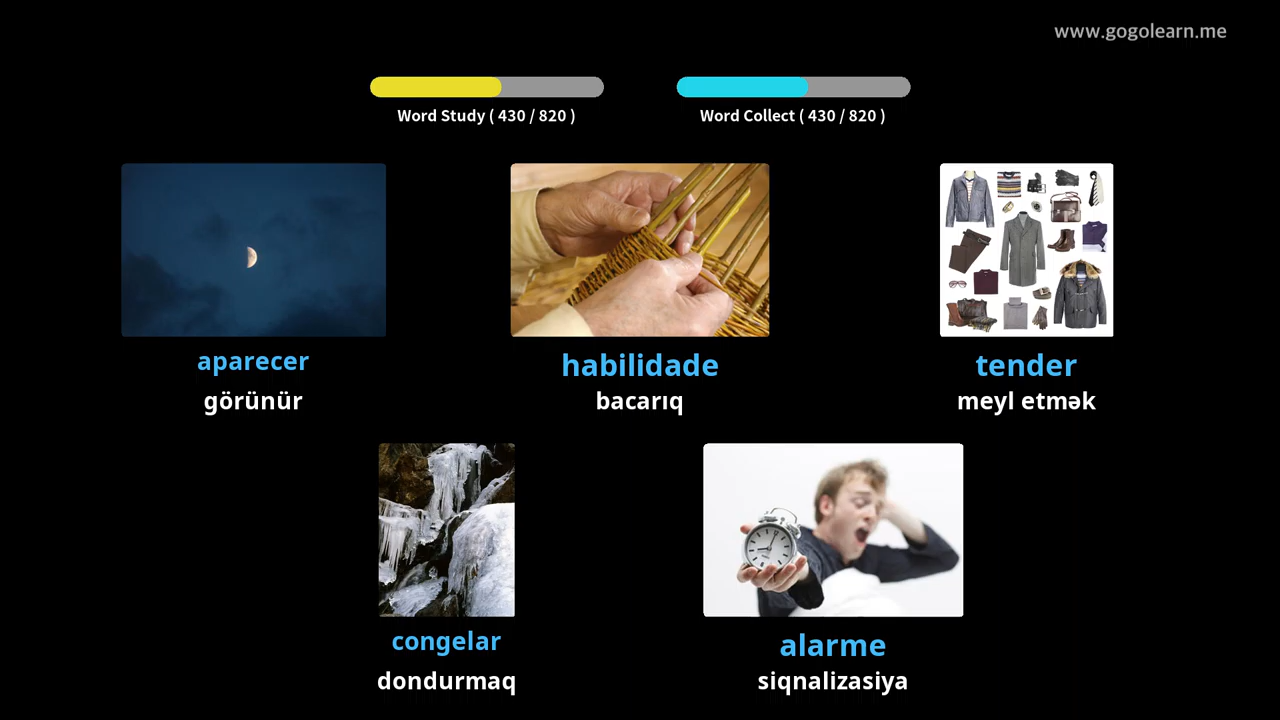 www.gogolearn.me
Word Study ( 430 / 820 )
Word Collect ( 430 / 820 )
aparecer
görünür
habilidade
bacarıq
tender
meyl etmək
congelar
dondurmaq
alarme
siqnalizasiya